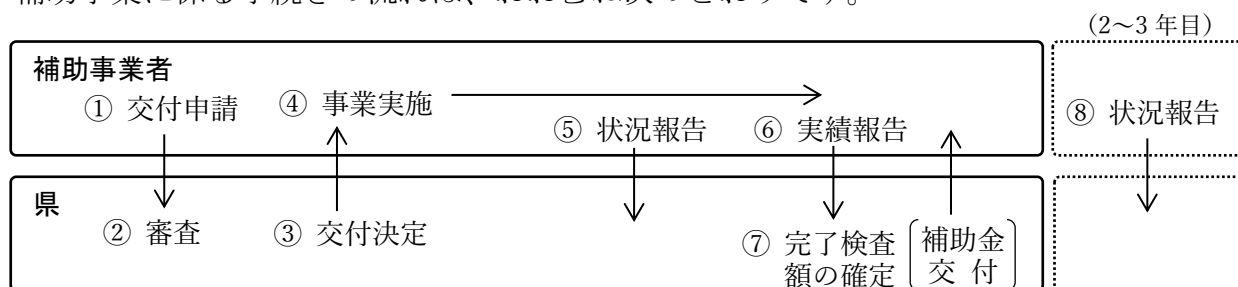 補助事業に係る手続きの流れは、おおむね次のとおりです。
(2~3 年目)
補助事業者
① 交付申請
④ 事業実施
⑤ 状況報告
⑥ 実績報告
⑧ 状況報告
県
② 審査
③ 交付決定
⑦ 完了検査
額の確定
補助金
交 付